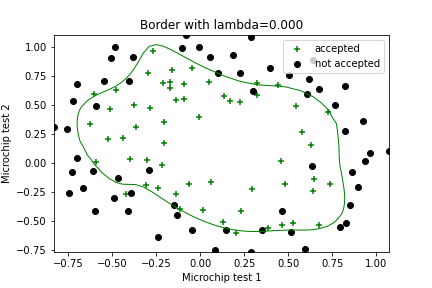 Border with lambda=0.000
accepted
not accepted
1.00
0.75
0.50
0.25
0.00
−0.25
−0.50
−0.75
Microchip test 2
−0.75 −0.50 −0.25 0.00 0.25 0.50 0.75 1.00
Microchip test 1